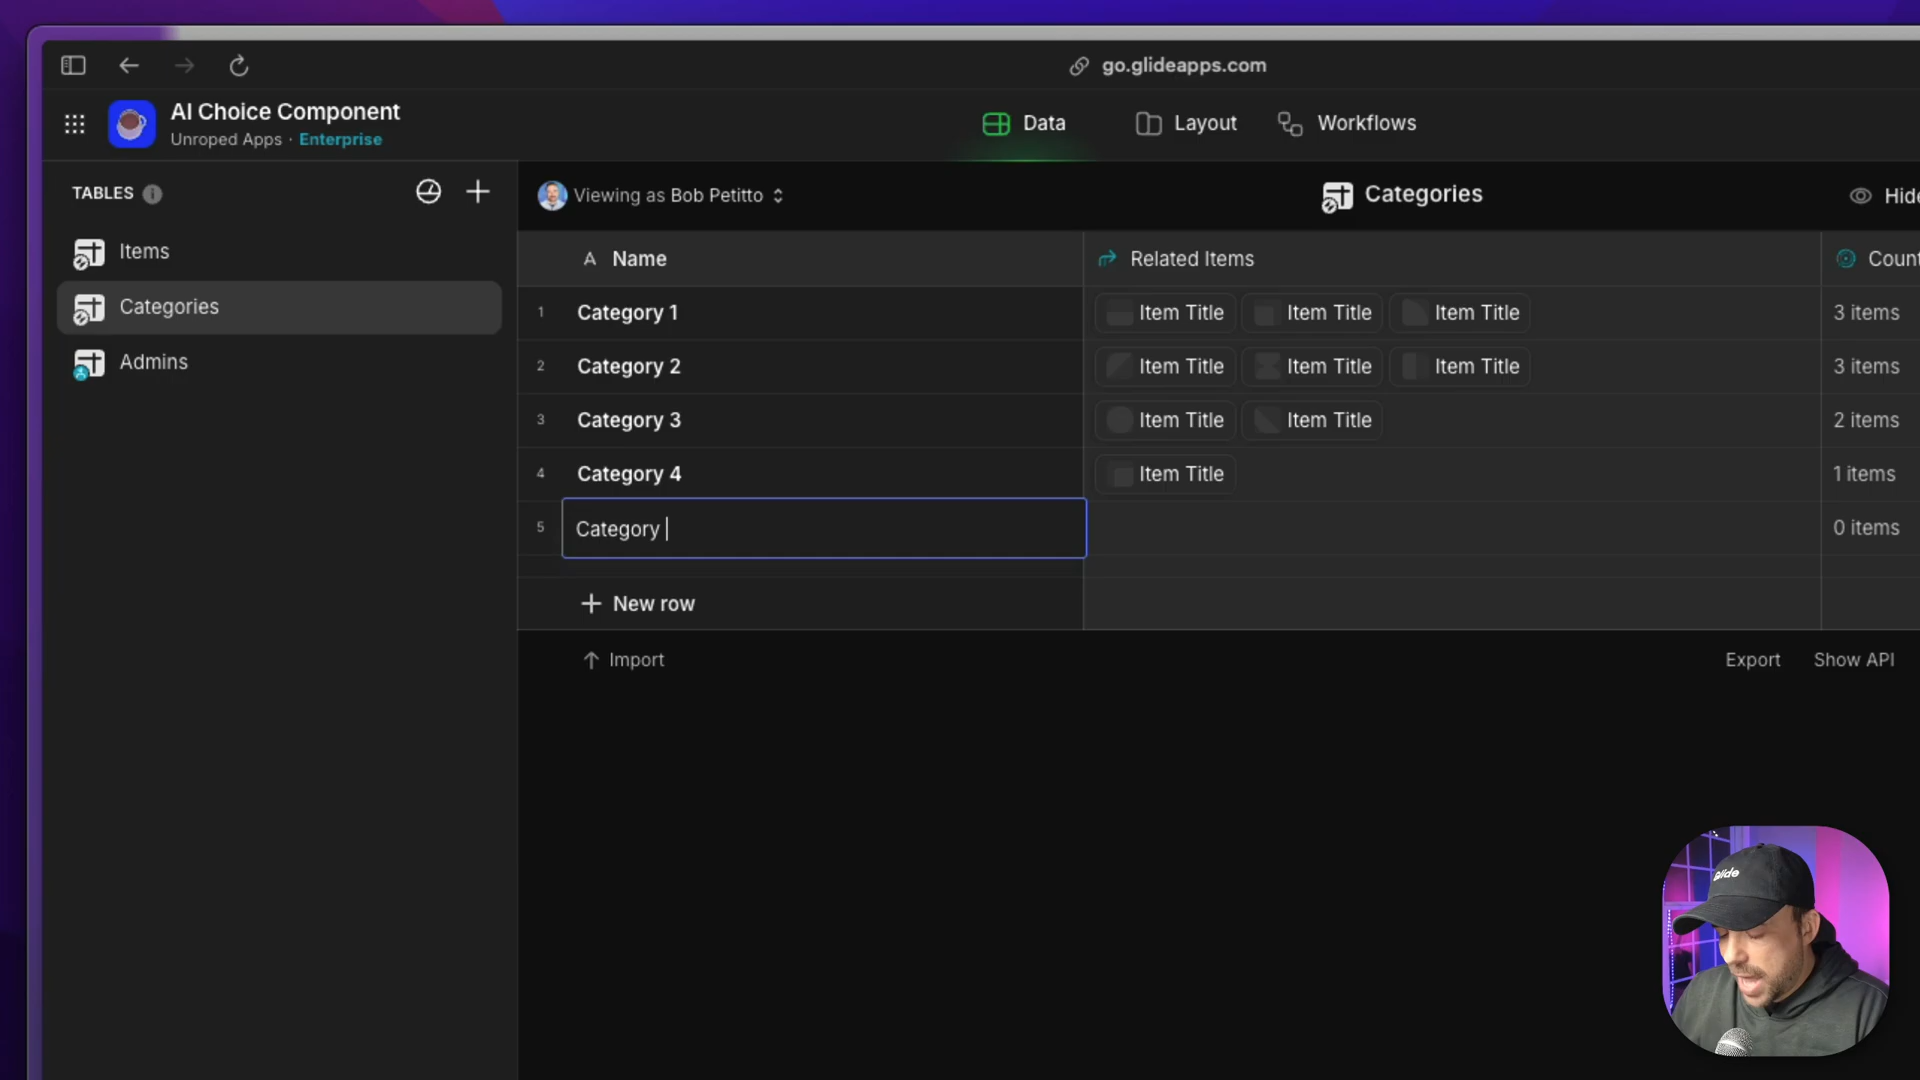 go.glideapps.com
AI Choice Component
Unroped Apps · Enterprise
Data
Layout
Workflows
TABLES
Items
Categories
Admins
Viewing as Bob Petitto
Categories
Hide
Name
Related Items
Count
1 Category 1 Item Title Item Title Item Title 3 items
2 Category 2 Item Title Item Title Item Title 3 items
3 Category 3 Item Title Item Title 2 items
4 Category 4 Item Title 1 items
5 Category 0 items
New row
Import
Export
Show API
Glide